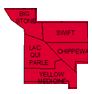 BIG
STONE
SWIFT
LAC
QUI
PARLE
CHIPPEWA
YELLOW
MEDICINE